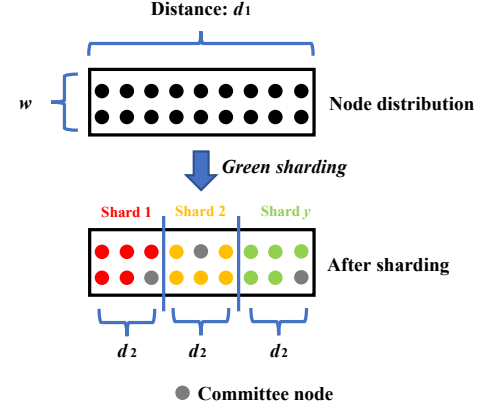 Distance: d1
w
Node distribution
Green sharding
Shard 1 Shard 2 Shard y
After sharding
d2 d2 d2
Committee node